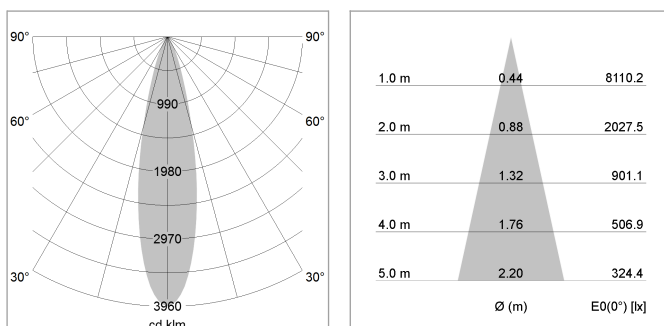 90°
90°
990
60°
60°
1980
2970
30°
30°
3960
cd klm
1.0 m 0.44 8110.2
2.0 m 0.88 2027.5
3.0 m 1.32 901.1
4.0 m 1.76 506.9
5.0 m 2.20 324.4
Ø (m) E0(0°) [lx]